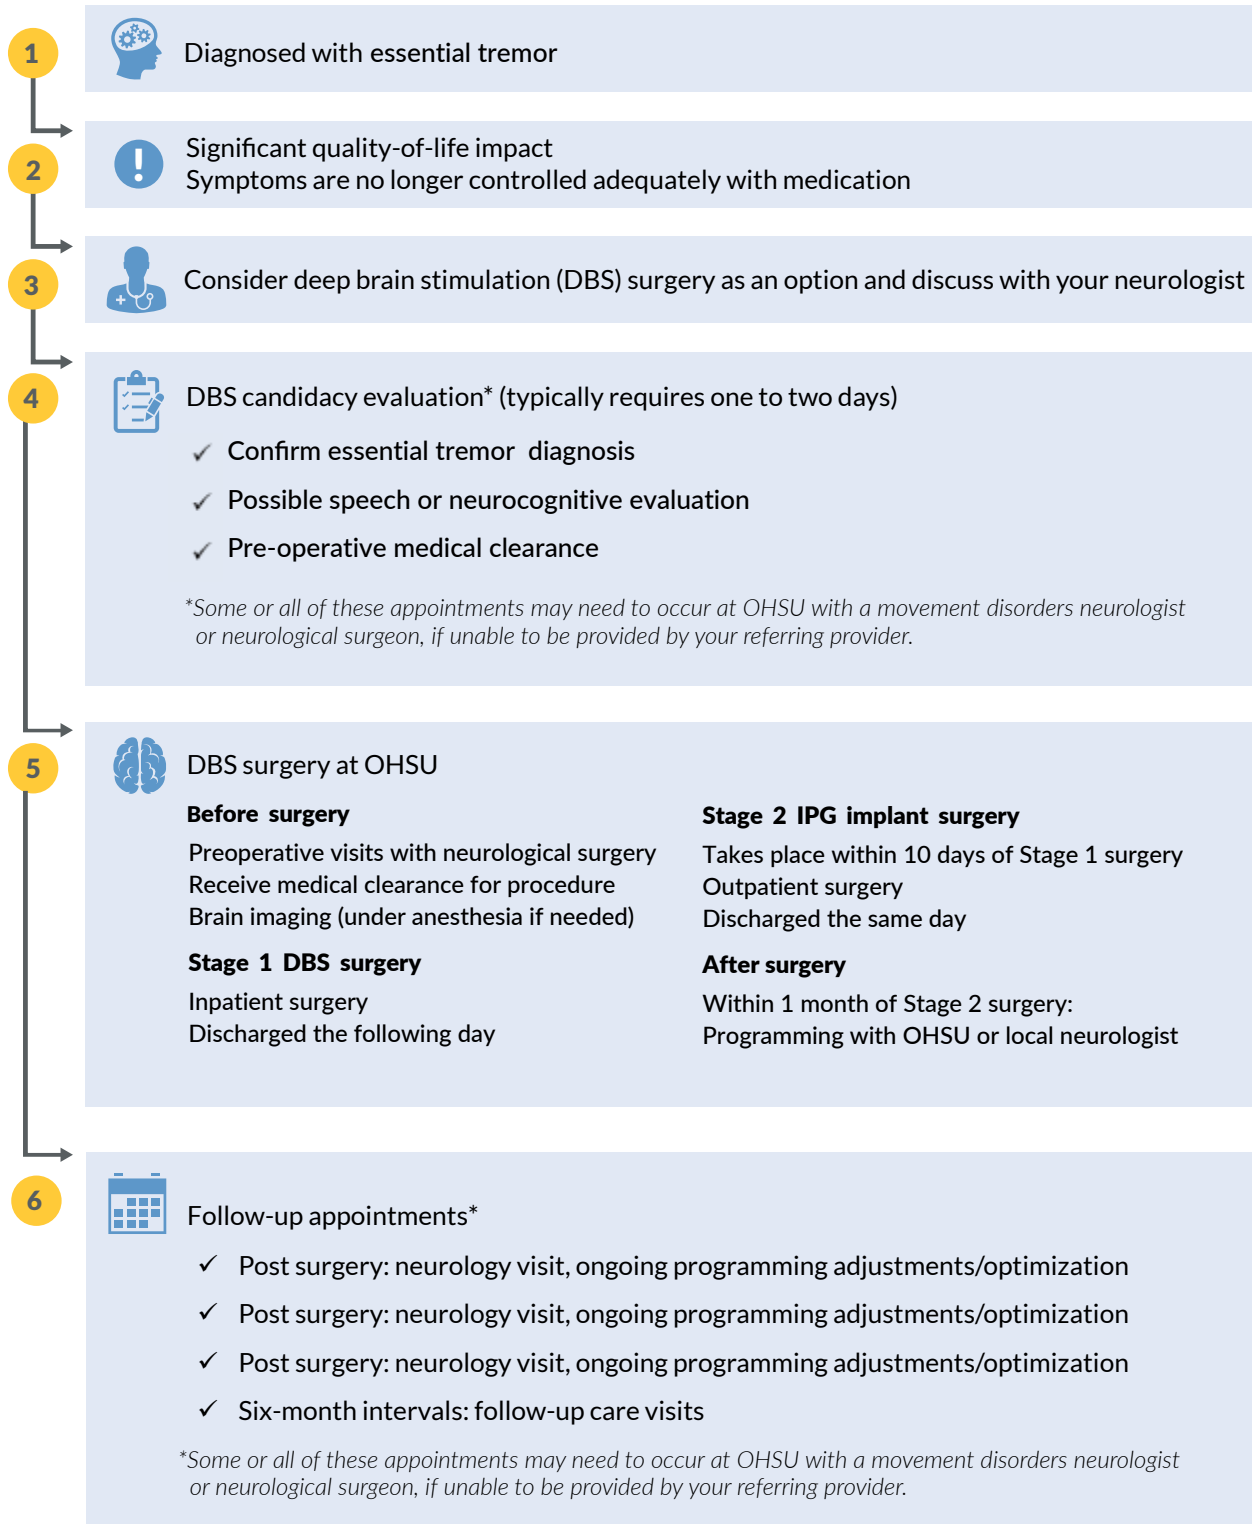 1
Diagnosed with essential tremor
2
Significant quality-of-life impact
Symptoms are no longer controlled adequately with medication
3
Consider deep brain stimulation (DBS) surgery as an option and discuss with your neurologist
4
DBS candidacy evaluation* (typically requires one to two days)
✓ Confirm essential tremor diagnosis
✓ Possible speech or neurocognitive evaluation
✓ Pre-operative medical clearance
*Some or all of these appointments may need to occur at OHSU with a movement disorders neurologist
or neurological surgeon, if unable to be provided by your referring provider.
5
DBS surgery at OHSU
Before surgery
Preoperative visits with neurological surgery
Receive medical clearance for procedure
Brain imaging (under anesthesia if needed)
Stage 1 DBS surgery
Inpatient surgery
Discharged the following day
Stage 2 IPG implant surgery
Takes place within 10 days of Stage 1 surgery
Outpatient surgery
Discharged the same day
After surgery
Within 1 month of Stage 2 surgery:
Programming with OHSU or local neurologist
6
Follow-up appointments*
✓ Post surgery: neurology visit, ongoing programming adjustments/optimization
✓ Post surgery: neurology visit, ongoing programming adjustments/optimization
✓ Post surgery: neurology visit, ongoing programming adjustments/optimization
✓ Six-month intervals: follow-up care visits
*Some or all of these appointments may need to occur at OHSU with a movement disorders neurologist
or neurological surgeon, if unable to be provided by your referring provider.